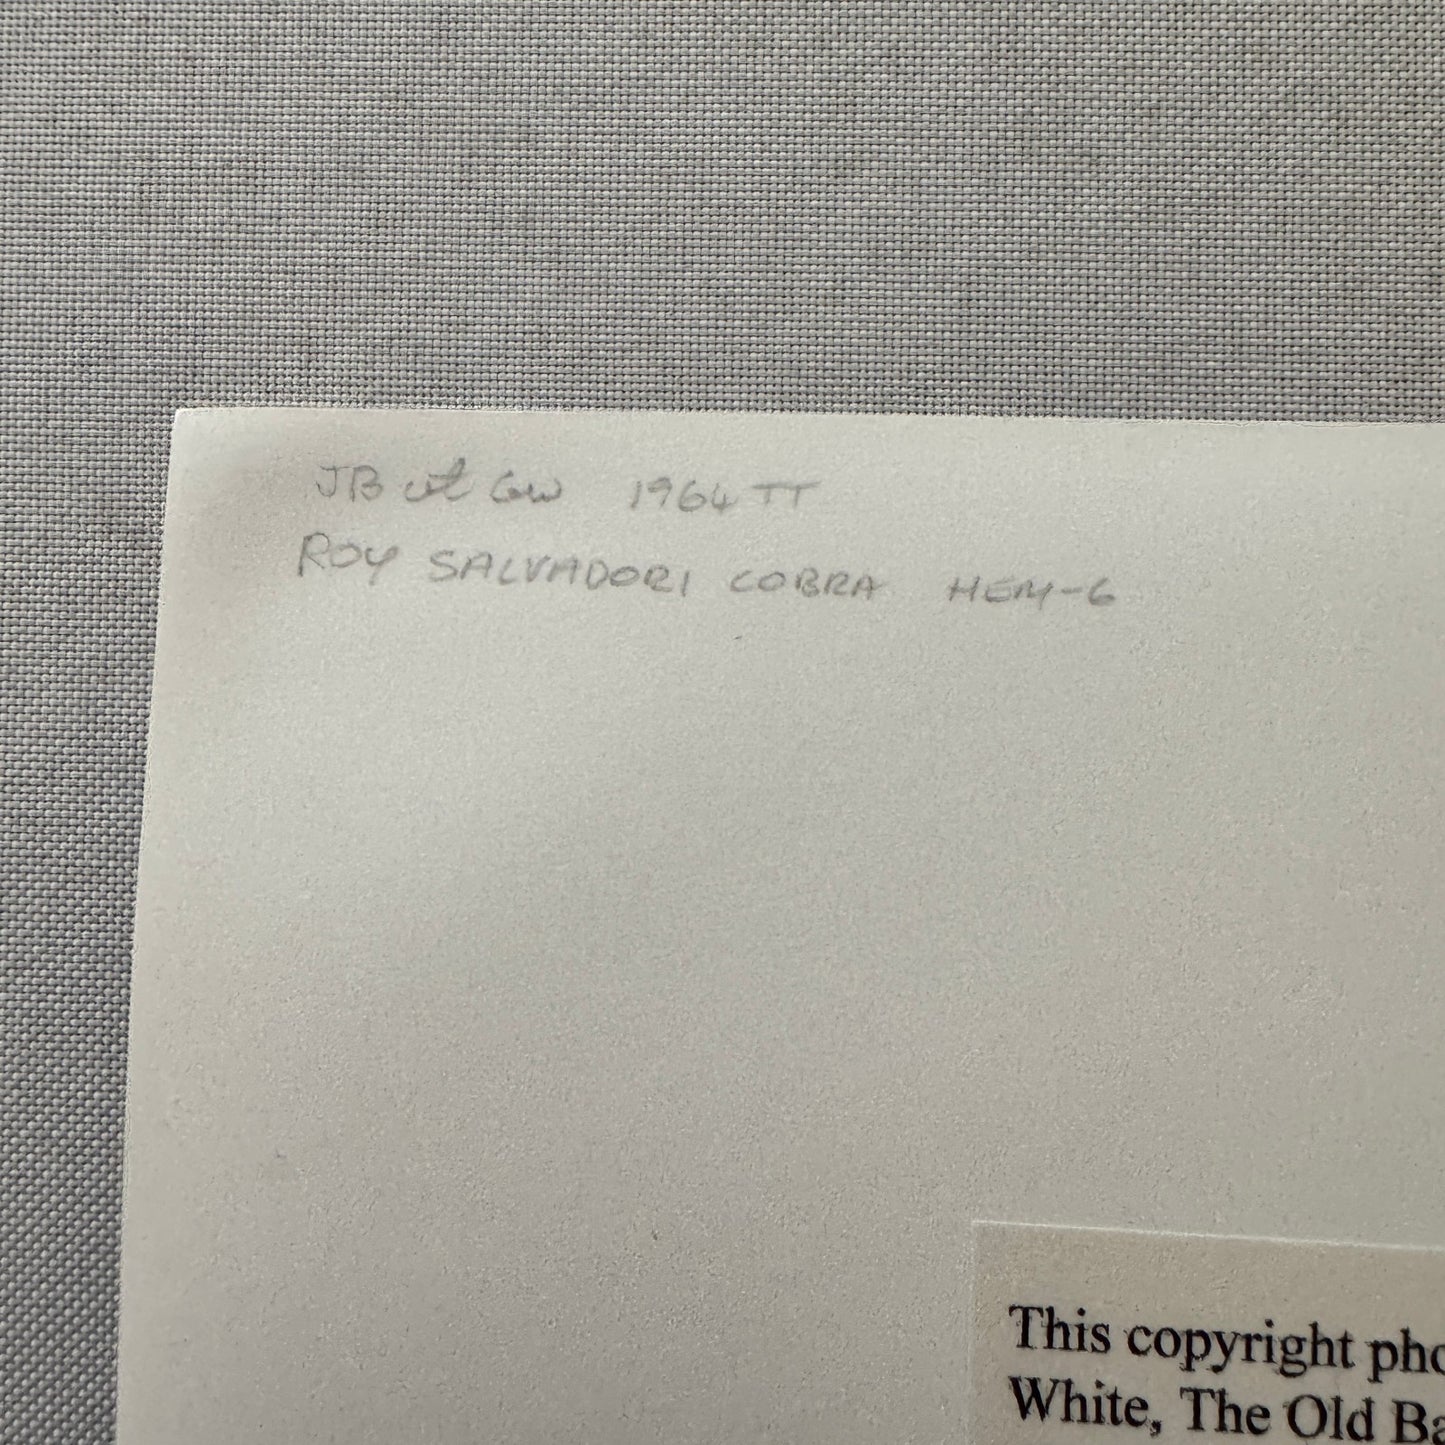 JB at GW 1964 TT
ROY SALVADORI COBRA HEM-6
This copyright pho
White, The Old Ba